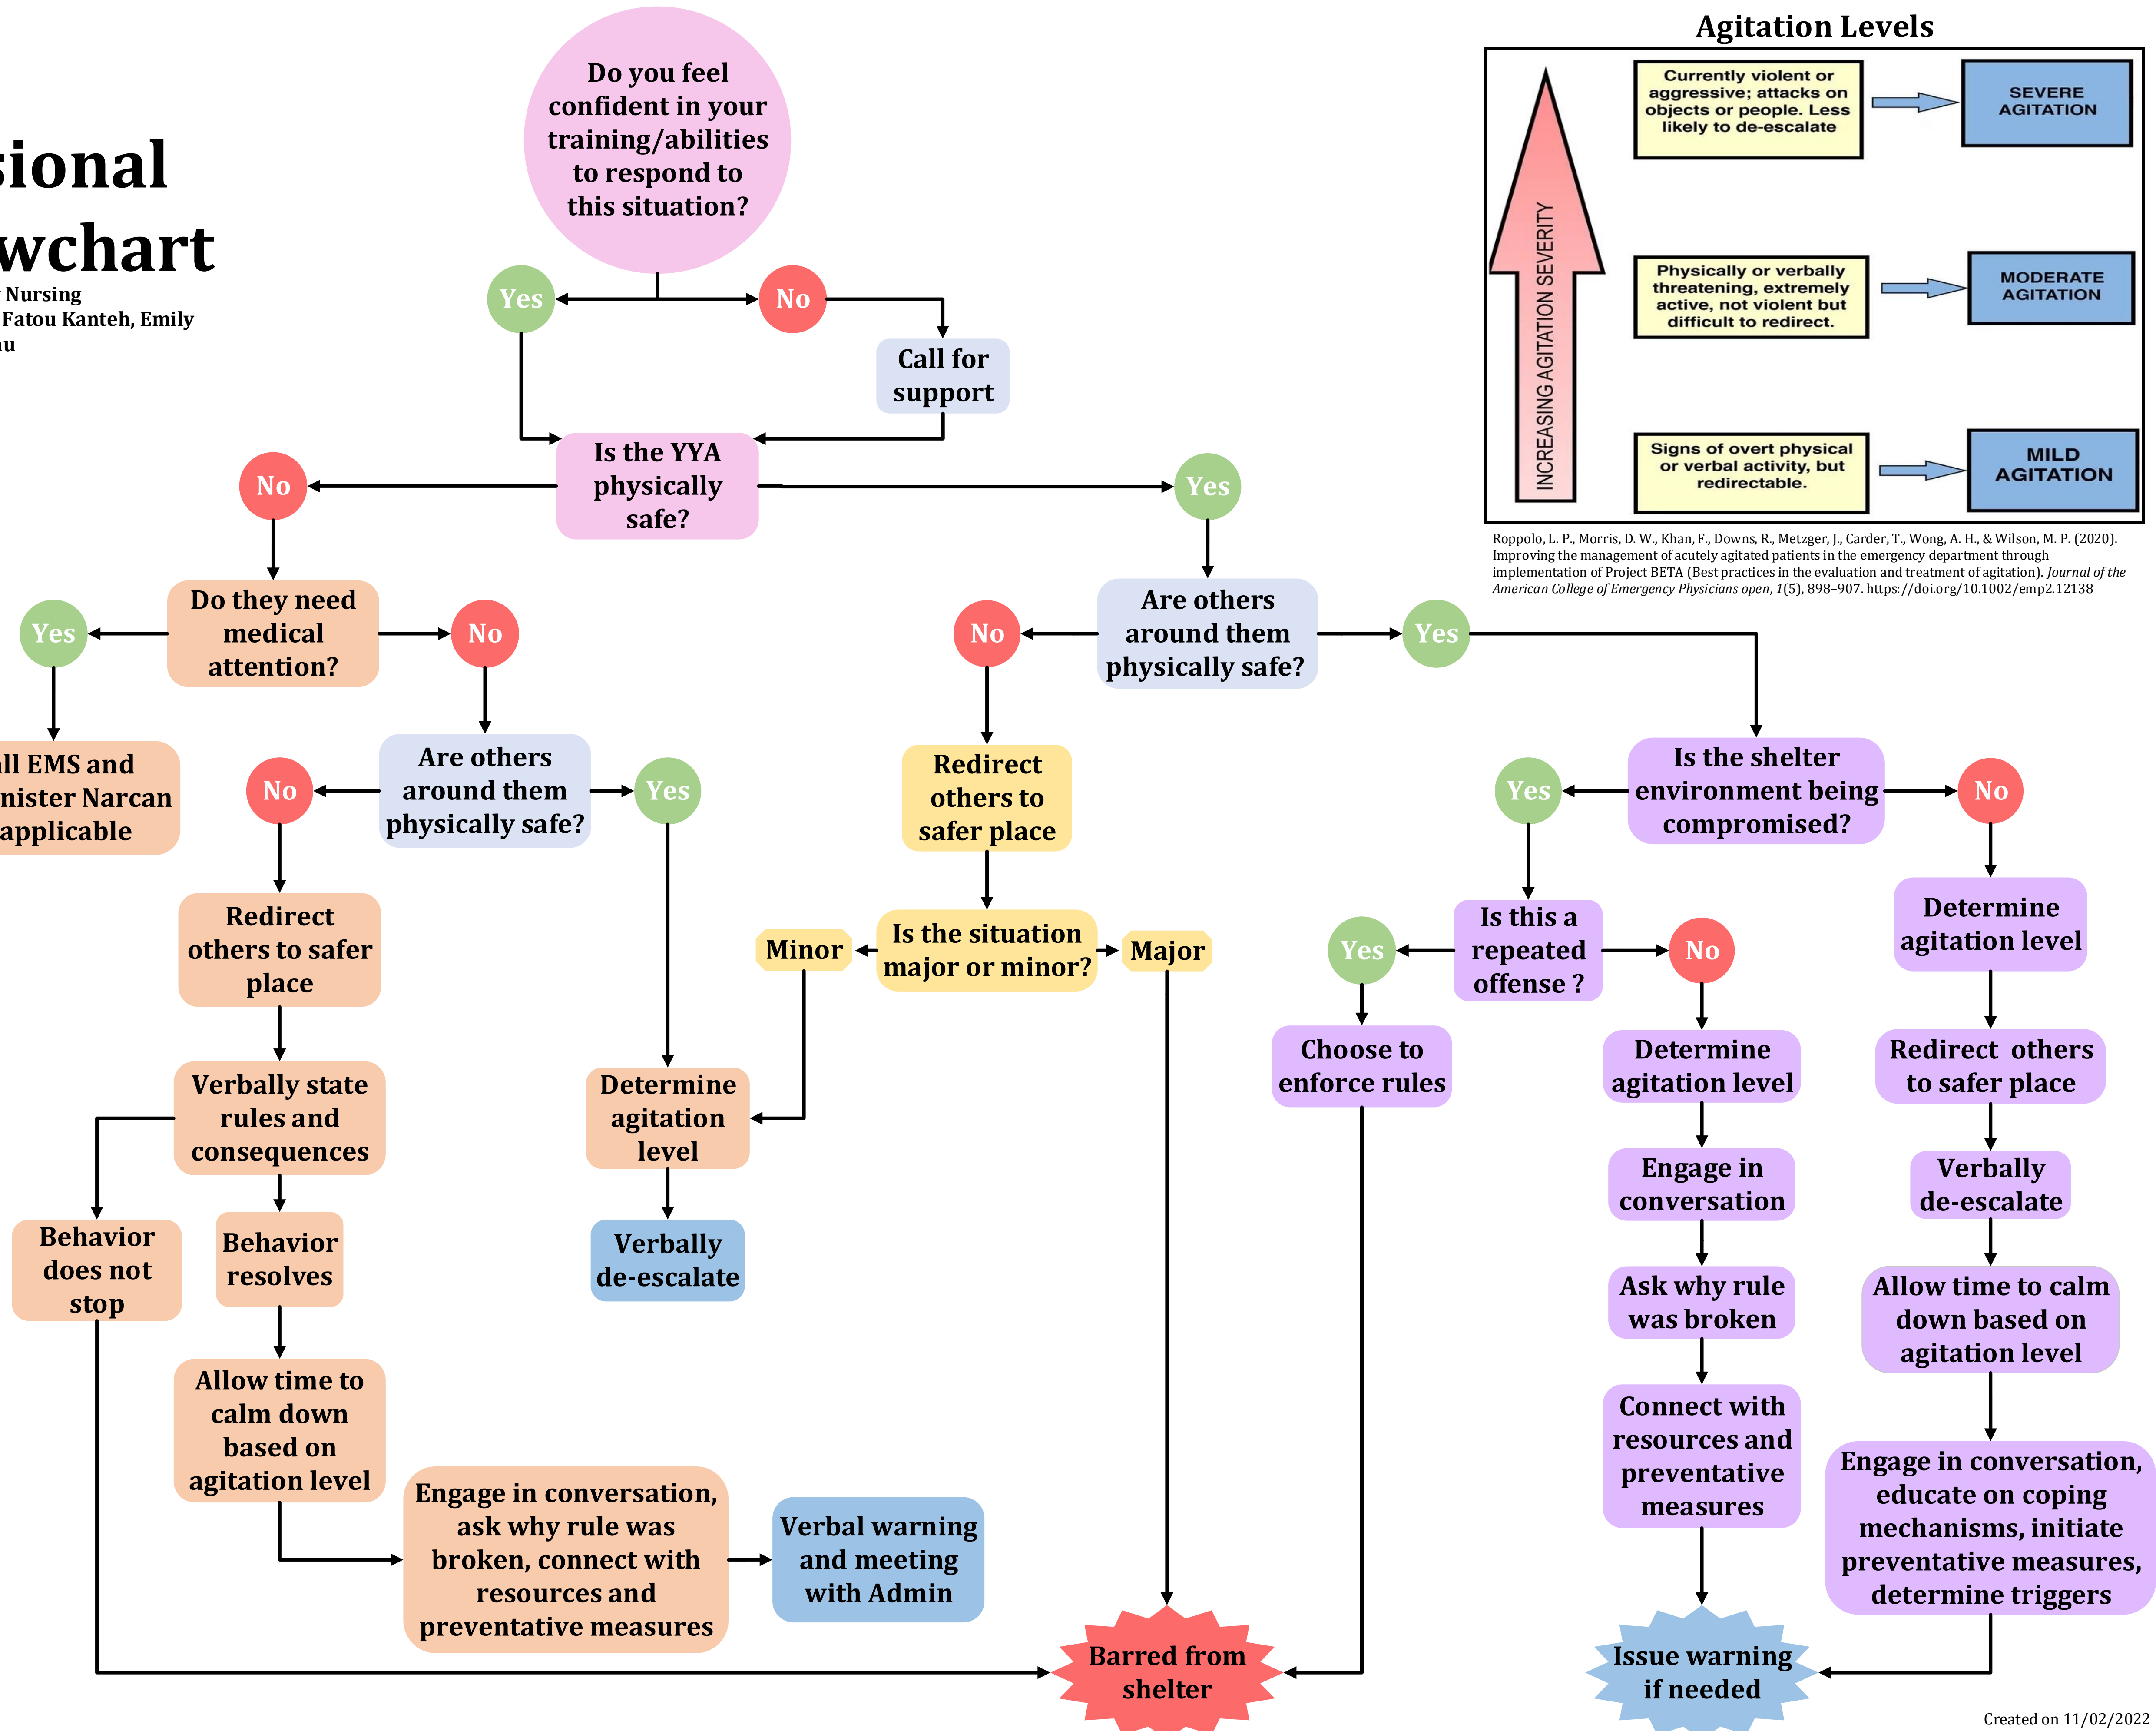 sional
wchart
Nursing
Fatou Kanteh, Emily
Do you feel
confident in your
training/abilities
to respond to
this situation?
Yes
No
Call for
support
Is the YYA
physically
safe?
No
Yes
Agitation Levels
INCREASING AGITATION SEVERITY
Currently violent or
aggressive; attacks on
objects or people. Less
likely to de-escalate
SEVERE
AGITATION
Physically or verbally
threatening, extremely
active, not violent but
difficult to redirect.
MODERATE
AGITATION
Signs of overt physical
or verbal activity, but
redirectable.
MILD
AGITATION
Roppolo, L. P., Morris, D. W., Khan, F., Downs, R., Metzger, J., Carder, T., Wong, A. H., & Wilson, M. P. (2020).
Improving the management of acutely agitated patients in the emergency department through
implementation of Project BETA (Best practices in the evaluation and treatment of agitation). Journal of the
American College of Emergency Physicians open, 1(5), 898–907. https://doi.org/10.1002/emp2.12138
Do they need
medical
attention?
Yes
No
all EMS and
nister Narcan
applicable
Are others
around them
physically safe?
No
Yes
Redirect
others to safer
place
Verbally state
rules and
consequences
Behavior
does not
stop
Behavior
resolves
Allow time to
calm down
based on
agitation level
Engage in conversation,
ask why rule was
broken, connect with
resources and
preventative measures
Verbal warning
and meeting
with Admin
Determine
agitation
level
Verbally
de-escalate
Are others
around them
physically safe?
No
Yes
Redirect
others to
safer place
Is the situation
major or minor?
Minor
Major
Barred from
shelter
Is the shelter
environment being
compromised?
Yes
No
Is this a
repeated
offense ?
Yes
No
Choose to
enforce rules
Determine
agitation level
Engage in
conversation
Ask why rule
was broken
Connect with
resources and
preventative
measures
Determine
agitation level
Redirect others
to safer place
Verbally
de-escalate
Allow time to calm
down based on
agitation level
Engage in conversation,
educate on coping
mechanisms, initiate
preventative measures,
determine triggers
Issue warning
if needed
Created on 11/02/2022